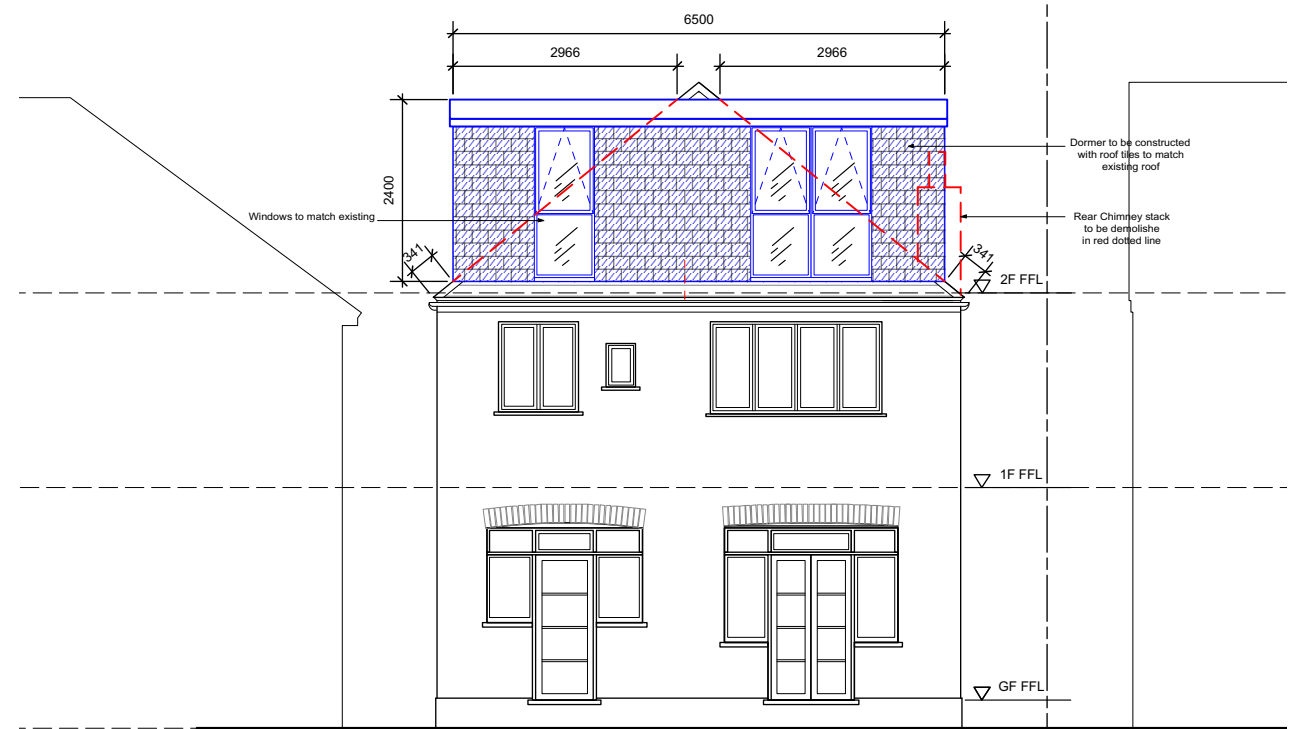 6500
2966
2966
Dormer to be constructed
with roof tiles to match
existing roof
2400
Windows to match existing
Rear Chimney stack
to be demolishe
in red dotted line
341
341
2F FFL
1F FFL
GF FFL